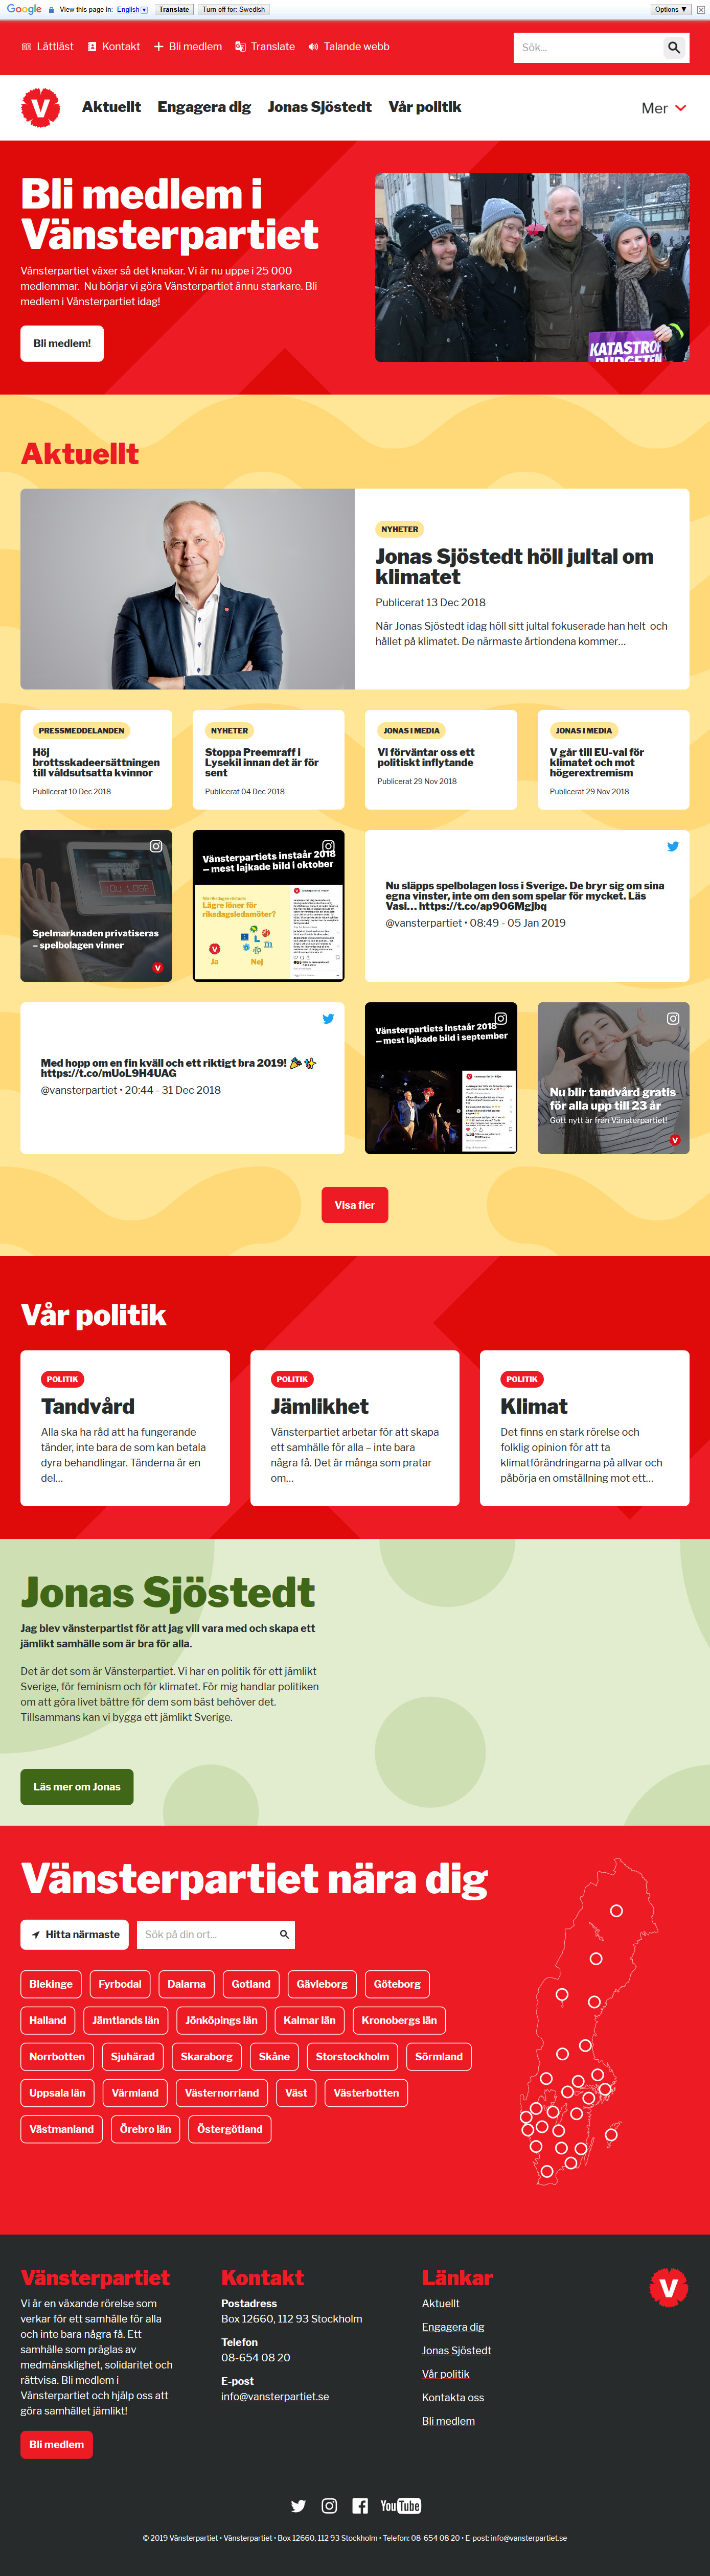 Google View this page in: English Translate Turn off for: Swedish Options ▼
Lättläst Kontakt Bli medlem Translate Talande webb Sök...
V Aktuellt Engagera dig Jonas Sjöstedt Vår politik Mer
Bli medlem i
Vänsterpartiet
Vänsterpartiet växer så det knakar. Vi är nu uppe i 25 000
medlemmar. Nu börjar vi göra Vänsterpartiet ännu starkare. Bli
medlem i Vänsterpartiet idag!
Bli medlem!
KATASTROF
BUDGETEN
Aktuellt
NYHETER
Jonas Sjöstedt höll jultal om
klimatet
Publicerat 13 Dec 2018
När Jonas Sjöstedt idag höll sitt jultal fokuserade han helt och
hållet på klimatet. De närmaste årtiondena kommer...
PRESSMEDDELANDEN
Höj
brottsskadeersättningen
till våldsutsatta kvinnor
Publicerat 10 Dec 2018
NYHETER
Stoppa Preemraff i
Lysekil innan det är för
sent
Publicerat 04 Dec 2018
JONAS I MEDIA
Vi förväntar oss ett
politiskt inflytande
Publicerat 29 Nov 2018
JONAS I MEDIA
V går till EU-val för
klimatet och mot
högerextremism
Publicerat 29 Nov 2018
YOU LOSE
Spelmarknaden privatiseras
– spelbolagen vinner
V
Vänsterpartiets instaår 2018
– mest lajkade bild i oktober
Lägre löner för
riksdagsledamöter?
Ja Nej
Nu släpps spelbolagen loss i Sverige. De bryr sig om sina
egna vinster, inte om den som spelar för mycket. Läs
Vasi... https://t.co/ap9O6Mgjbq
@vansterpartiet • 08:49 - 05 Jan 2019
Med hopp om en fin kväll och ett riktigt bra 2019! 🎉✨
https://t.co/mUoL9H4UAG
@vansterpartiet • 20:44 - 31 Dec 2018
Vänsterpartiets instaår 2018
– mest lajkade bild i september
Nu blir tandvård gratis
för alla upp till 23 år
Gott nytt år från Vänsterpartiet!
V
Visa fler
Vår politik
POLITIK
Tandvård
Alla ska ha råd att ha fungerande
tänder, inte bara de som kan betala
dyra behandlingar. Tänderna är en
del...
POLITIK
Jämlikhet
Vänsterpartiet arbetar för att skapa
ett samhälle för alla – inte bara
några få. Det är många som pratar
om...
POLITIK
Klimat
Det finns en stark rörelse och
folklig opinion för att ta
klimatförändringarna på allvar och
påbörja en omställning mot ett...
Jonas Sjöstedt
Jag blev vänsterpartist för att jag vill vara med och skapa ett
jämlikt samhälle som är bra för alla.
Det är det som är Vänsterpartiet. Vi har en politik för ett jämlikt
Sverige, för feminism och för klimatet. För mig handlar politiken
om att göra livet bättre för dem som bäst behöver det.
Tillsammans kan vi bygga ett jämlikt Sverige.
Läs mer om Jonas
Vänsterpartiet nära dig
Hitta närmaste Sök på din ort...
Blekinge Fyrbodal Dalarna Gotland Gävleborg Göteborg
Halland Jämtlands län Jönköpings län Kalmar län Kronobergs län
Norrbotten Sjuhärad Skaraborg Skåne Storstockholm Sörmland
Uppsala län Värmland Västernorrland Väst Västerbotten
Västmanland Örebro län Östergötland
Vänsterpartiet
Vi är en växande rörelse som
verkar för ett samhälle för alla
och inte bara några få. Ett
samhälle som präglas av
medmänsklighet, solidaritet och
rättvisa. Bli medlem i
Vänsterpartiet och hjälp oss att
göra samhället jämlikt!
Bli medlem
Kontakt
Postadress
Box 12660, 112 93 Stockholm
Telefon
08-654 08 20
E-post
info@vansterpartiet.se
Länkar
Aktuellt
Engagera dig
Jonas Sjöstedt
Vår politik
Kontakta oss
Bli medlem
V
YouTube
© 2019 Vänsterpartiet • Vänsterpartiet • Box 12660, 112 93 Stockholm • Telefon: 08-654 08 20 • E-post: info@vansterpartiet.se